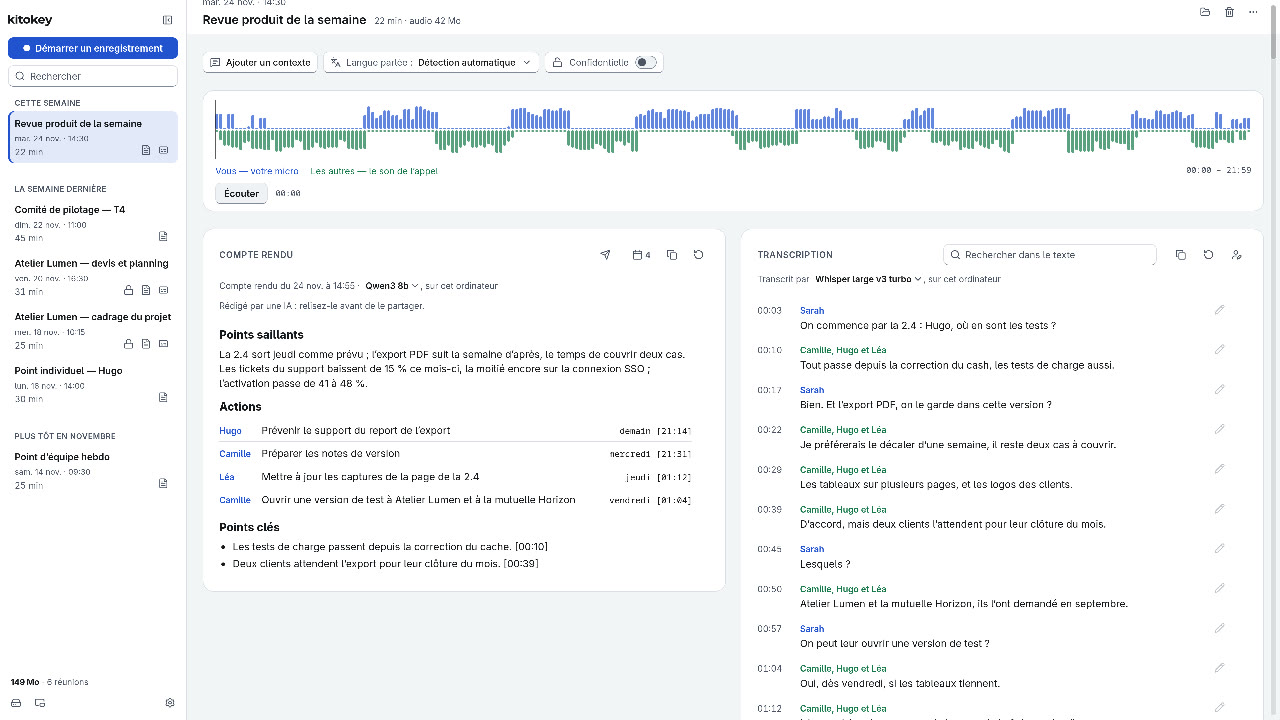 kitokey
Démarrer un enregistrement
Rechercher
CETTE SEMAINE
Revue produit de la semaine
mar. 24 nov. · 14:30
22 min
LA SEMAINE DERNIÈRE
Comité de pilotage — T4
dim. 22 nov. · 11:00
45 min
Atelier Lumen — devis et planning
ven. 20 nov. · 16:30
31 min
Atelier Lumen — cadrage du projet
mer. 18 nov. · 10:15
25 min
Point individuel — Hugo
lun. 16 nov. · 14:00
30 min
PLUS TÔT EN NOVEMBRE
Point d'équipe hebdo
sam. 14 nov. · 09:30
25 min
149 Mo · 6 réunions
mar. 24 nov. · 14:30
Revue produit de la semaine 22 min · audio 42 Mo
Ajouter un contexte
Langue parlée : Détection automatique
Confidentielle
Vous — votre micro Les autres — le son de l'appel
00:00 – 21:59
Écouter 00:00
COMPTE RENDU
4
Compte rendu du 24 nov. à 14:55 · Qwen3 8b, sur cet ordinateur
Rédigé par une IA : relisez-le avant de le partager.
Points saillants
La 2.4 sort jeudi comme prévu ; l'export PDF suit la semaine d'après, le temps de couvrir deux cas.
Les tickets du support baissent de 15 % ce mois-ci, la moitié encore sur la connexion SSO ;
l'activation passe de 41 à 48 %.
Actions
Hugo Prévenir le support du report de l'export demain [21:14]
Camille Préparer les notes de version mercredi [21:31]
Léa Mettre à jour les captures de la page de la 2.4 jeudi [01:12]
Camille Ouvrir une version de test à Atelier Lumen et à la mutuelle Horizon vendredi [01:04]
Points clés
• Les tests de charge passent depuis la correction du cache. [00:10]
• Deux clients attendent l'export pour leur clôture du mois. [00:39]
TRANSCRIPTION
Rechercher dans le texte
Transcrit par Whisper large v3 turbo, sur cet ordinateur
00:03 Sarah
On commence par la 2.4 : Hugo, où en sont les tests ?
00:10 Camille, Hugo et Léa
Tout passe depuis la correction du cash, les tests de charge aussi.
00:17 Sarah
Bien. Et l'export PDF, on le garde dans cette version ?
00:22 Camille, Hugo et Léa
Je préférerais le décaler d'une semaine, il reste deux cas à couvrir.
00:29 Camille, Hugo et Léa
Les tableaux sur plusieurs pages, et les logos des clients.
00:39 Camille, Hugo et Léa
D'accord, mais deux clients l'attendent pour leur clôture du mois.
00:45 Sarah
Lesquels ?
00:50 Camille, Hugo et Léa
Atelier Lumen et la mutuelle Horizon, ils l'ont demandé en septembre.
00:57 Sarah
On peut leur ouvrir une version de test ?
01:04 Camille, Hugo et Léa
Oui, dès vendredi, si les tableaux tiennent.
01:12 Camille, Hugo et Léa